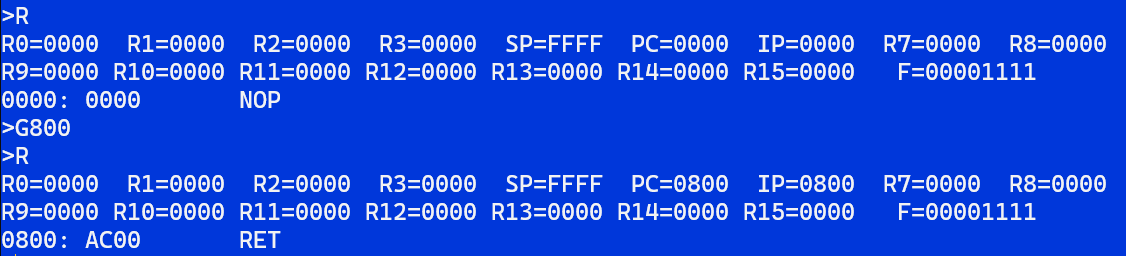 >R
R0=0000  R1=0000  R2=0000  R3=0000  SP=FFFF  PC=0000  IP=0000  R7=0000  R8=0000
R9=0000 R10=0000 R11=0000 R12=0000 R13=0000 R14=0000 R15=0000   F=00001111
0000: 0000       NOP
>G800
>R
R0=0000  R1=0000  R2=0000  R3=0000  SP=FFFF  PC=0800  IP=0800  R7=0000  R8=0000
R9=0000 R10=0000 R11=0000 R12=0000 R13=0000 R14=0000 R15=0000   F=00001111
0800: AC00       RET